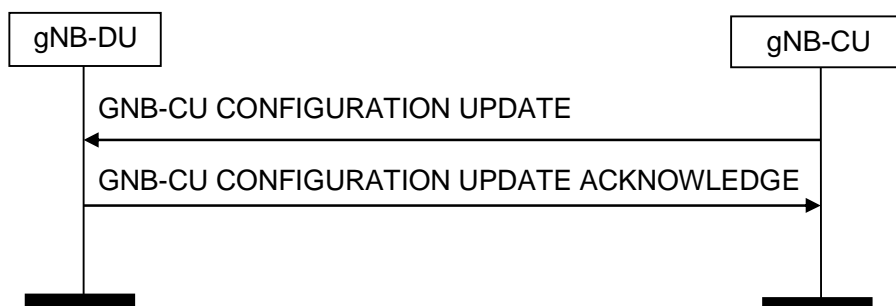 gNB-DU
gNB-CU
GNB-CU CONFIGURATION UPDATE
GNB-CU CONFIGURATION UPDATE ACKNOWLEDGE